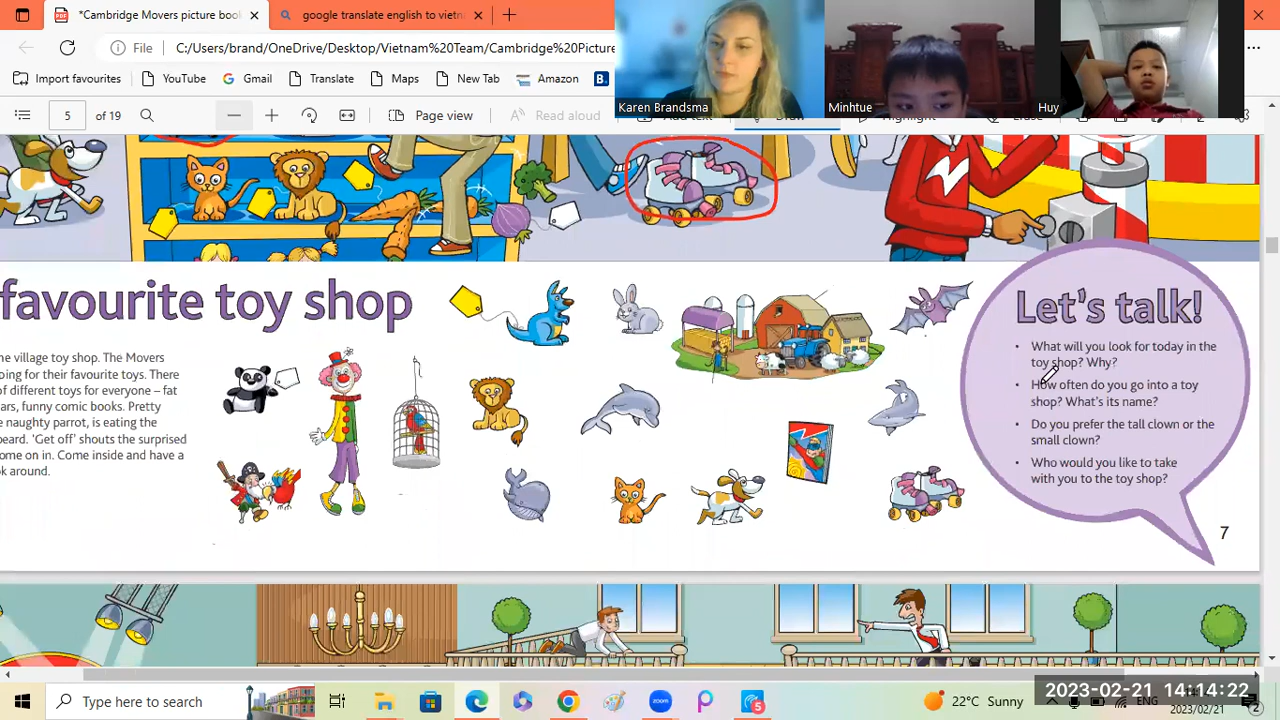 *Cambridge Movers picture boo
google translate english to vietn
File
C:/Users/brand/OneDrive/Desktop/Vietnam%20Team/Cambridge%20Picture
Import favourites
YouTube
Gmail
Translate
Maps
New Tab
Amazon
B.
Karen Brandsma
Minhtue
Huy
5 of 19
Page view
Read aloud
favourite toy shop
ne village toy shop. The Movers
oing for their favourite toys. There
of different toys for everyone – fat
ars, funny comic books. Pretty
e naughty parrot, is eating the
beard. 'Get off' shouts the surprised
ome on in. Come inside and have a
ok around.
Let's talk!
• What will you look for today in the
toy shop? Why?
• How often do you go into a toy
shop? What's its name?
• Do you prefer the tall clown or the
small clown?
• Who would you like to take
with you to the toy shop?
7
Type here to search
5
22°C Sunny
ENG
2023-02-21 14:14:22
2023/02/21
2